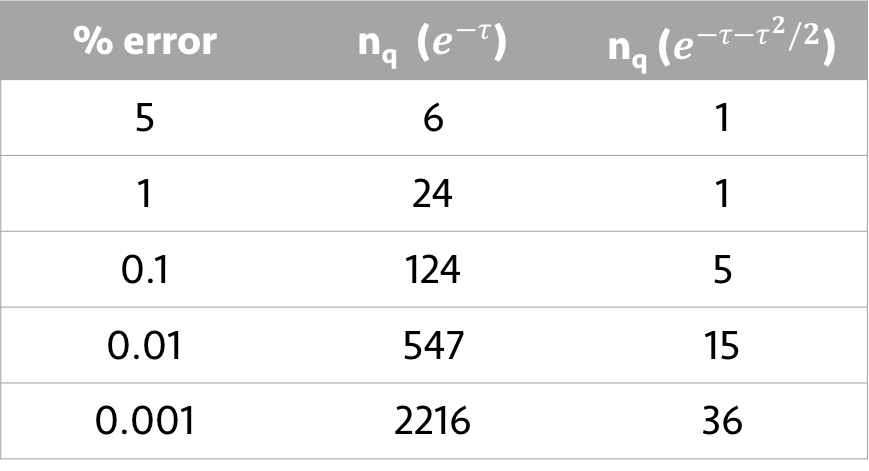 % error n_q (e^{-τ}) n_q (e^{-τ-τ^2/2})
5 6 1
1 24 1
0.1 124 5
0.01 547 15
0.001 2216 36